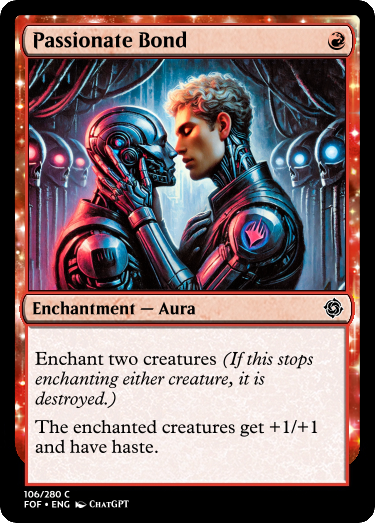 Passionate Bond
Enchantment — Aura
Enchant two creatures (If this stops
enchanting either creature, it is
destroyed.)
The enchanted creatures get +1/+1
and have haste.
106/280 C
FOF • ENG ChatGPT